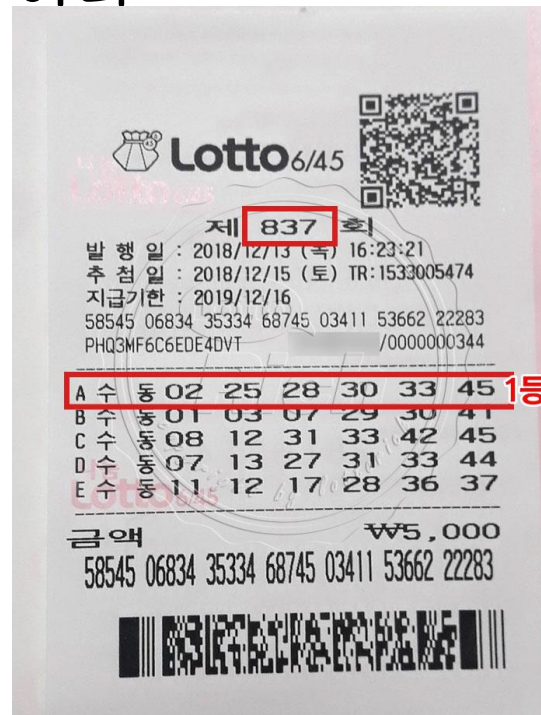 Lotto 6/45
제 837 회
발 행 일 : 2018/12/13 (목) 16:23:21
추 첨 일 : 2018/12/15 (토) TR:1533005474
지급기한 : 2019/12/16
58545 06834 35334 68745 03411 53662 22283
PHQ3MF6C6EDE4DVT /0000000344
A 수 동 02 25 28 30 33 45 1등
B 수 동 01 03 07 29 30 41
C 수 동 08 12 31 33 42 45
D 수 동 07 13 27 31 33 44
E 수 동 11 12 17 28 36 37
금액 ₩5,000
58545 06834 35334 68745 03411 53662 22283